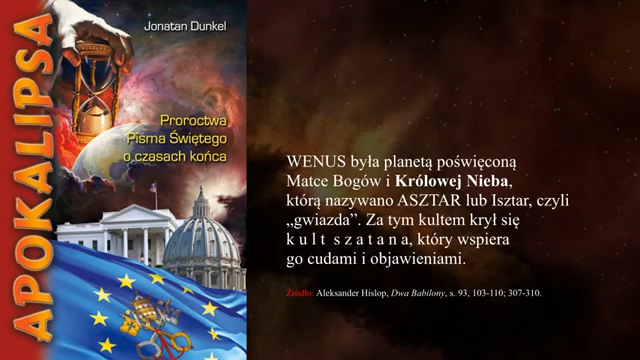 APOKALIPSA
Jonatan Dunkel
Proroctwa
Pisma Świętego
o czasach końca
WENUS była planetą poświęconą
Matce Bogów i Królowej Nieba,
którą nazywano ASZTAR lub Isztar, czyli
„gwiazda”. Za tym kultem krył się
k u l t s z a t a n a, który wspiera
go cudami i objawieniami.
Źródło: Aleksander Hislop, Dwa Babilony, s. 93, 103-110; 307-310.